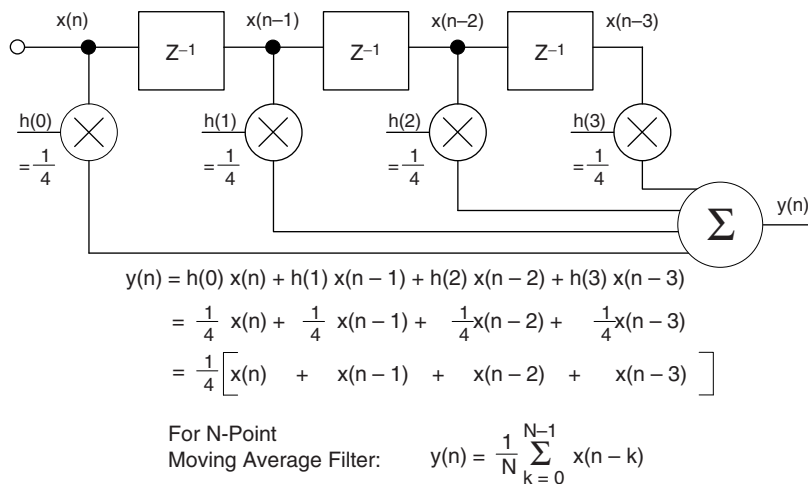 x(n) x(n–1) x(n–2) x(n–3)
Z–1 Z–1 Z–1
h(0) h(1) h(2) h(3)
= 1/4 = 1/4 = 1/4 = 1/4
Σ y(n)
y(n) = h(0) x(n) + h(1) x(n – 1) + h(2) x(n – 2) + h(3) x(n – 3)
= 1/4 x(n) + 1/4 x(n – 1) + 1/4 x(n – 2) + 1/4 x(n – 3)
= 1/4 [x(n) + x(n – 1) + x(n – 2) + x(n – 3)]
For N-Point
Moving Average Filter: y(n) = 1/N Σ N–1 k = 0 x(n – k)